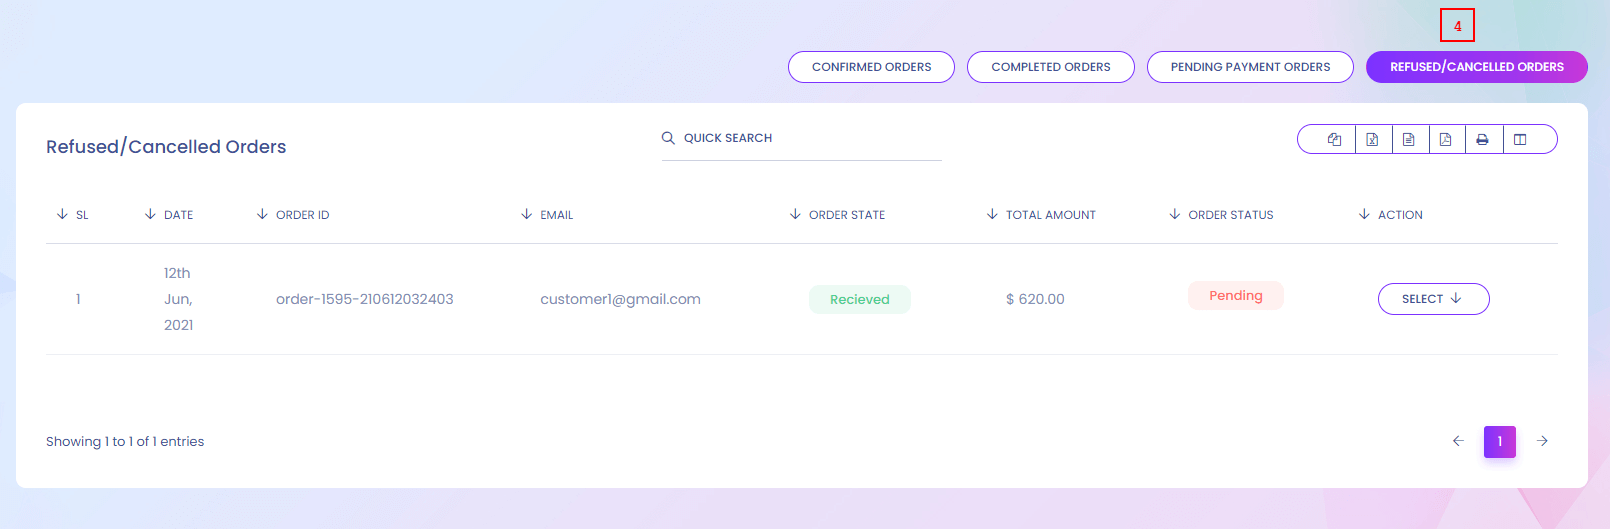 4
CONFIRMED ORDERS COMPLETED ORDERS PENDING PAYMENT ORDERS REFUSED/CANCELLED ORDERS
Refused/Cancelled Orders QUICK SEARCH
SL DATE ORDER ID EMAIL ORDER STATE TOTAL AMOUNT ORDER STATUS ACTION
1 12th Jun, 2021 order-1595-210612032403 customer1@gmail.com Recieved $ 620.00 Pending SELECT
Showing 1 to 1 of 1 entries 1